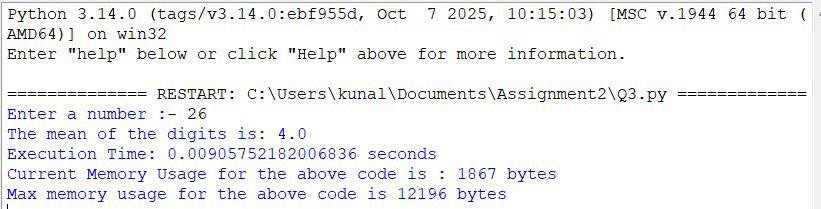 Python 3.14.0 (tags/v3.14.0:ebf955d, Oct  7 2025, 10:15:03) [MSC v.1944 64 bit (
AMD64)] on win32
Enter "help" below or click "Help" above for more information.
============== RESTART: C:\Users\kunal\Documents\Assignment2\Q3.py =============
Enter a number :- 26
The mean of the digits is: 4.0
Execution Time: 0.00905752182006836 seconds
Current Memory Usage for the above code is : 1867 bytes
Max memory usage for the above code is 12196 bytes